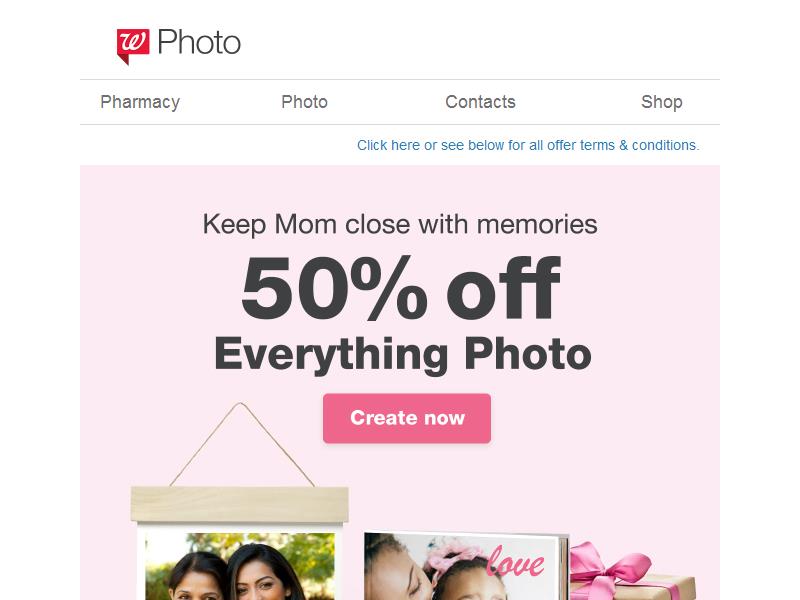 W Photo
Pharmacy Photo Contacts Shop
Click here or see below for all offer terms & conditions.
Keep Mom close with memories
50% off
Everything Photo
Create now
love